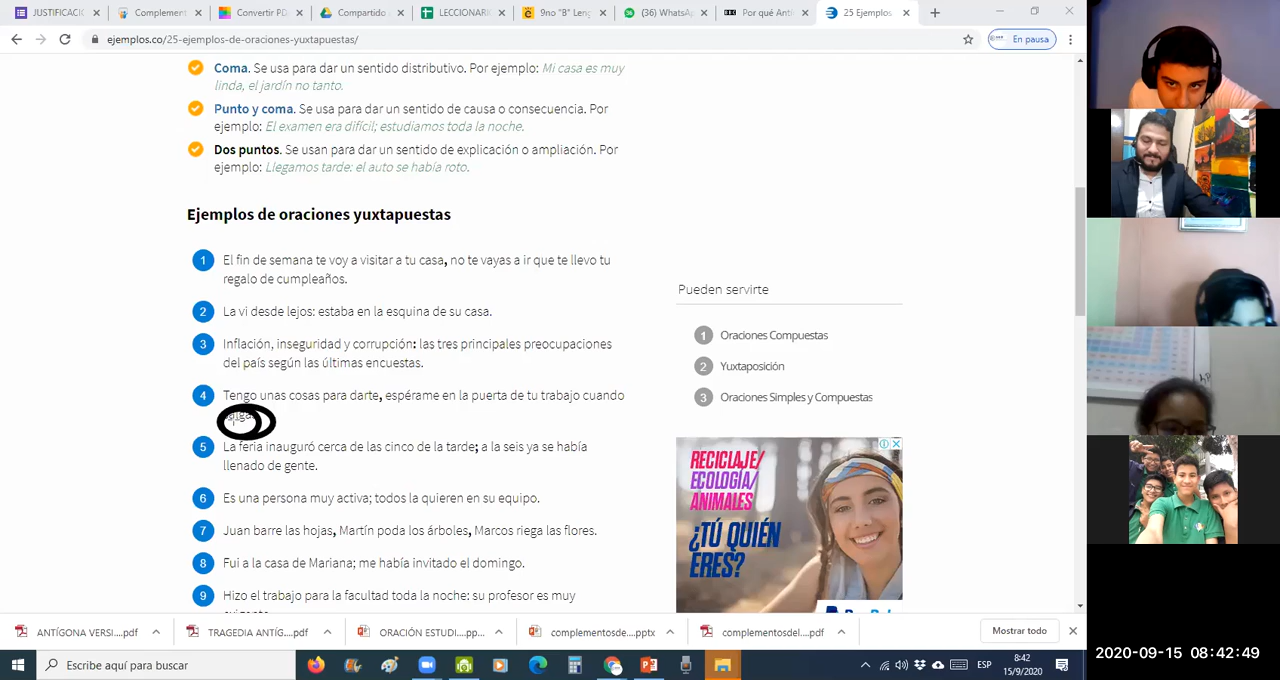 JUSTIFICACI
Complement
Convertir PD
Compartido
LECCIONARI
9no "B" Leng
(36) WhatsAp
Por qué Antí
25 Ejemplos
ejemplos.co/25-ejemplos-de-oraciones-yuxtapuestas/
En pausa
Coma. Se usa para dar un sentido distributivo. Por ejemplo: Mi casa es muy
linda, el jardín no tanto.
Punto y coma. Se usa para dar un sentido de causa o consecuencia. Por
ejemplo: El examen era difícil; estudiamos toda la noche.
Dos puntos. Se usan para dar un sentido de explicación o ampliación. Por
ejemplo: Llegamos tarde: el auto se había roto.
Ejemplos de oraciones yuxtapuestas
1 El fin de semana te voy a visitar a tu casa, no te vayas a ir que te llevo tu
regalo de cumpleaños.
2 La vi desde lejos: estaba en la esquina de su casa.
3 Inflación, inseguridad y corrupción: las tres principales preocupaciones
del país según las últimas encuestas.
4 Tengo unas cosas para darte, espérame en la puerta de tu trabajo cuando
5 La feria inauguró cerca de las cinco de la tarde; a la seis ya se había
llenado de gente.
6 Es una persona muy activa; todos la quieren en su equipo.
7 Juan barre las hojas, Martín poda los árboles, Marcos riega las flores.
8 Fui a la casa de Mariana; me había invitado el domingo.
9 Hizo el trabajo para la facultad toda la noche: su profesor es muy
Pueden servirte
1 Oraciones Compuestas
2 Yuxtaposición
3 Oraciones Simples y Compuestas
RECICLAJE/
ECOLOGÍA/
ANIMALES
¿TÚ QUIÉN
ERES?
ANTÍGONA VERSI....pdf
TRAGEDIA ANTÍG....pdf
ORACIÓN ESTUDI....pp...
complementosde....pptx
complementosdel....pdf
Mostrar todo
Escribe aquí para buscar
ESP
8:42
15/9/2020
2020-09-15 08:42:49